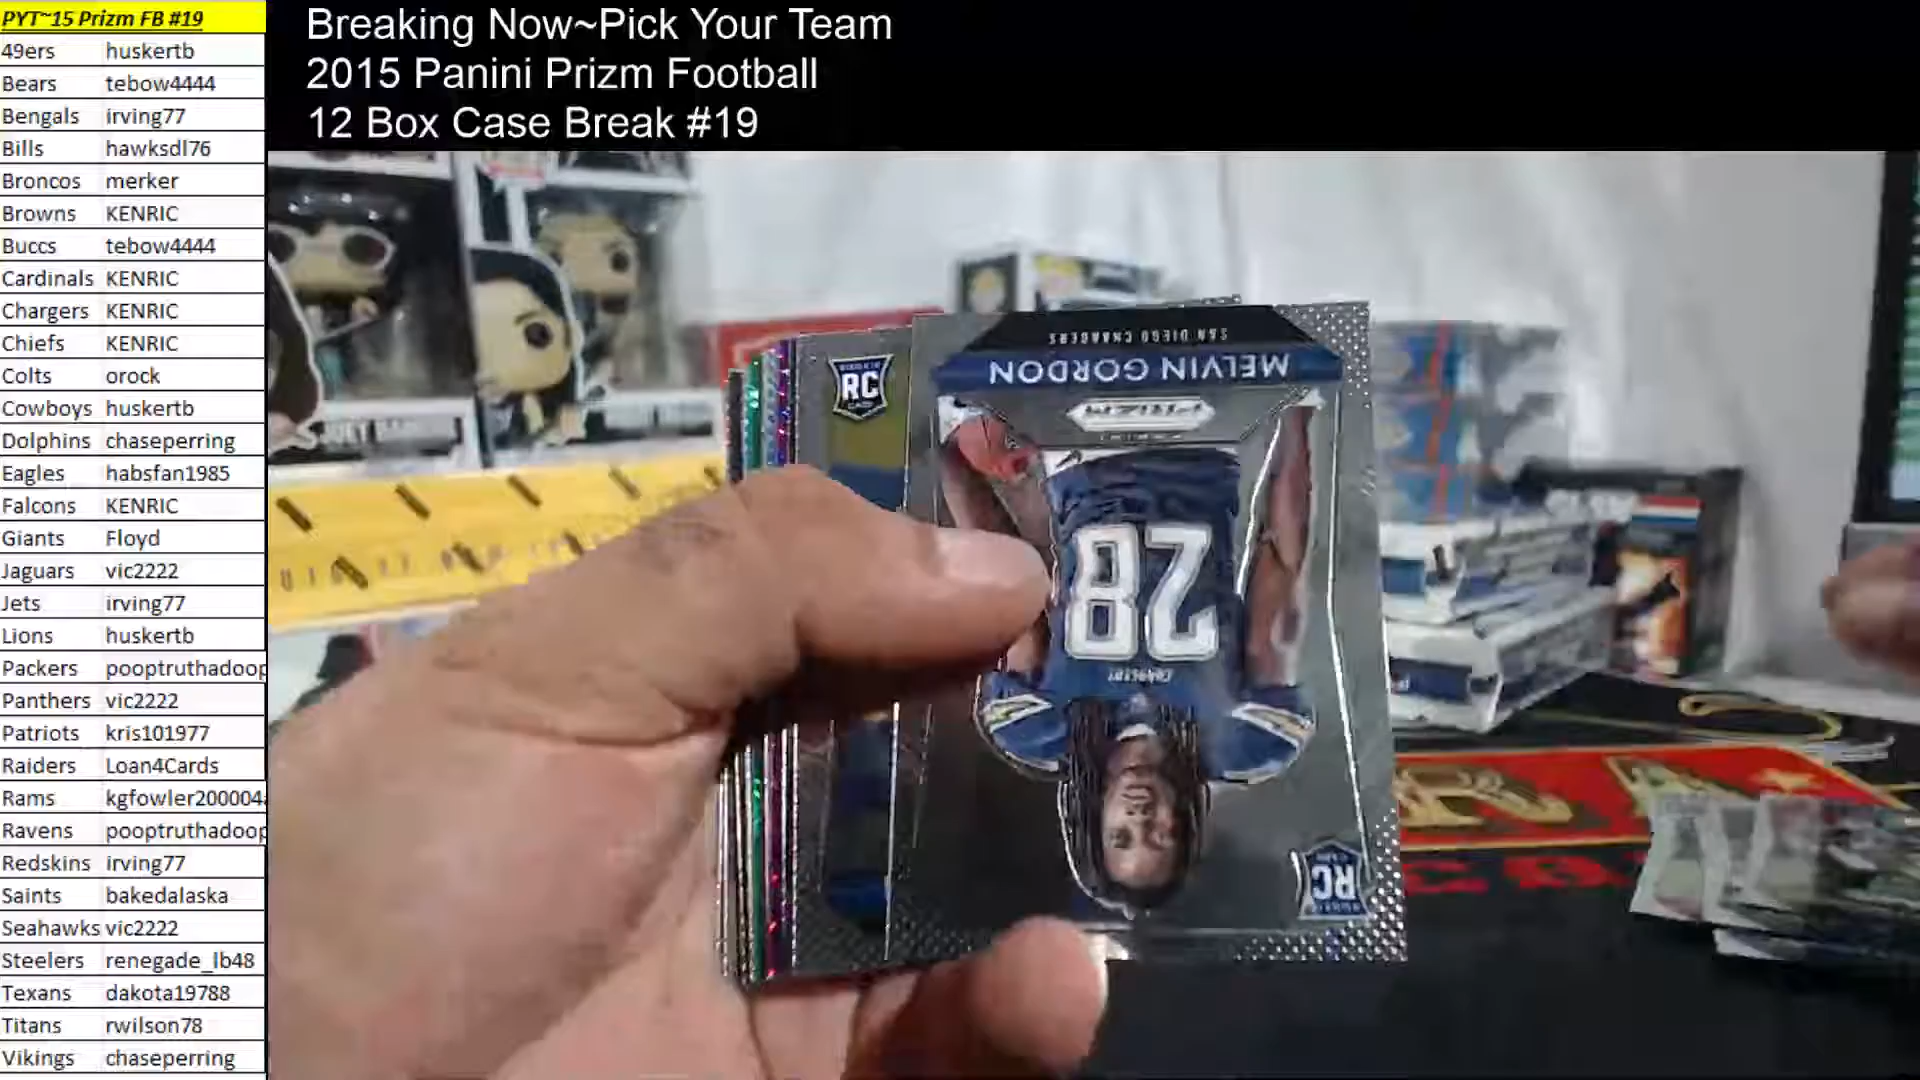 PYT~15 Prizm FB #19
49ers huskertb
Bears tebow4444
Bengals irving77
Bills hawksdl76
Broncos merker
Browns KENRIC
Buccs tebow4444
Cardinals KENRIC
Chargers KENRIC
Chiefs KENRIC
Colts orock
Cowboys huskertb
Dolphins chaseperring
Eagles habsfan1985
Falcons KENRIC
Giants Floyd
Jaguars vic2222
Jets irving77
Lions huskertb
Packers pooptruthadoop
Panthers vic2222
Patriots kris101977
Raiders Loan4Cards
Rams kgfowler200004
Ravens pooptruthadoop
Redskins irving77
Saints bakedalaska
Seahawks vic2222
Steelers renegade_lb48
Texans dakota19788
Titans rwilson78
Vikings chaseperring
Breaking Now~Pick Your Team
2015 Panini Prizm Football
12 Box Case Break #19
RC
SAN DIEGO CHARGERS
MELVIN GORDON
PRIZM
28
CHARGERS
RC